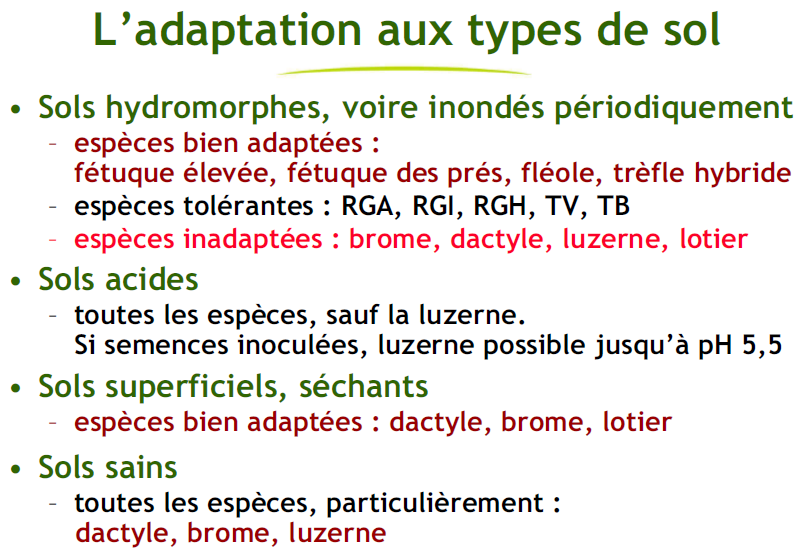 L’adaptation aux types de sol
• Sols hydromorphes, voire inondés périodiquement
- espèces bien adaptées :
fétuque élevée, fétuque des prés, fléole, trèfle hybride
- espèces tolérantes : RGA, RGI, RGH, TV, TB
- espèces inadaptées : brome, dactyle, luzerne, lotier
• Sols acides
- toutes les espèces, sauf la luzerne.
Si semences inoculées, luzerne possible jusqu’à pH 5,5
• Sols superficiels, séchants
- espèces bien adaptées : dactyle, brome, lotier
• Sols sains
- toutes les espèces, particulièrement :
dactyle, brome, luzerne